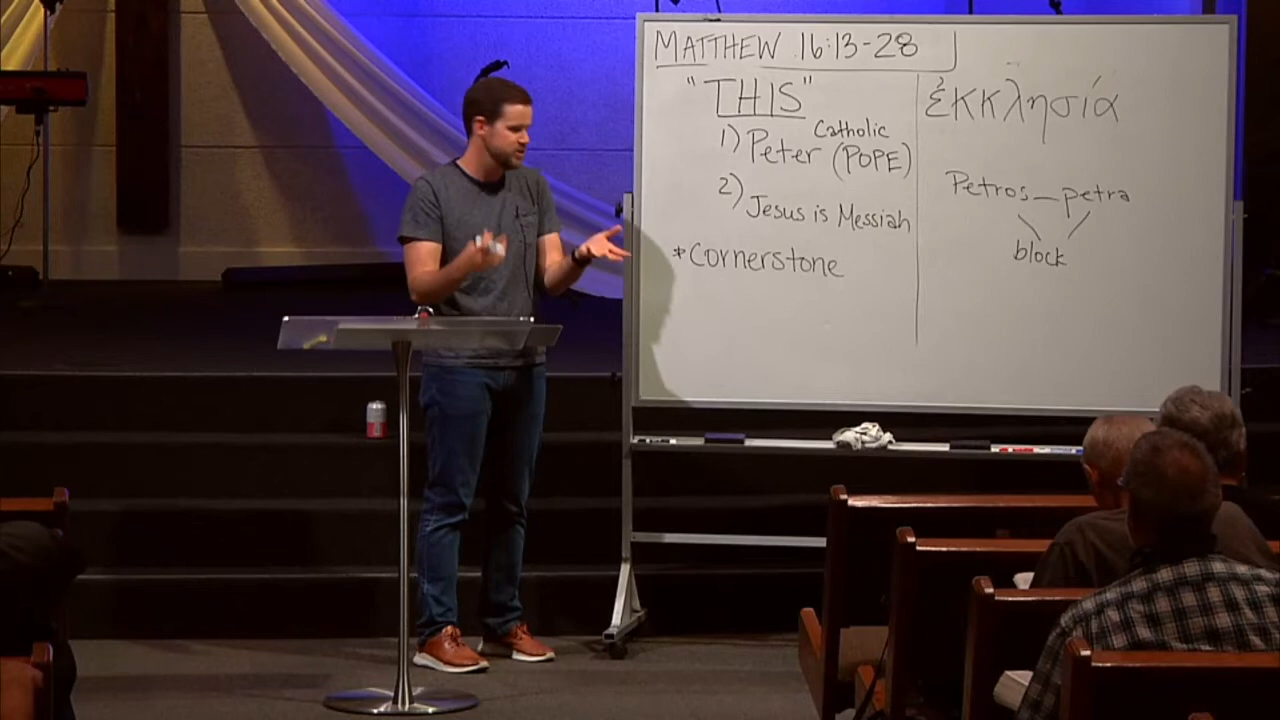 MATTHEW 16:13-28
"THIS"
1) Peter (POPE)
Catholic
2) Jesus is Messiah
*Cornerstone
ἐκκλησία
Petros—petra
block